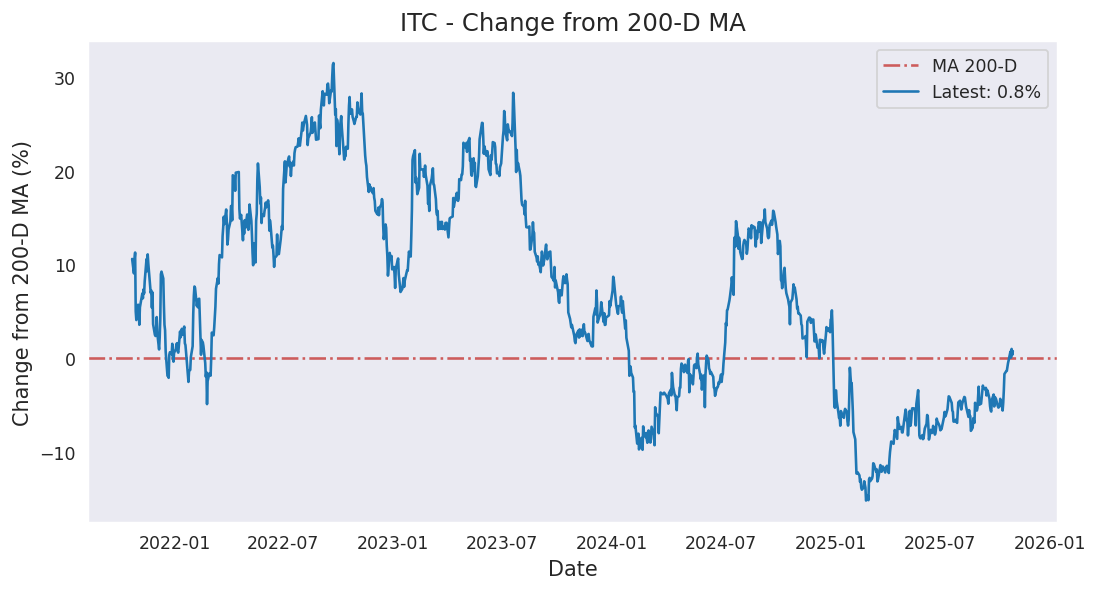 ITC - Change from 200-D MA
MA 200-D
Latest: 0.8%
Change from 200-D MA (%)
30
20
10
0
−10
2022-01
2022-07
2023-01
2023-07
2024-01
2024-07
2025-01
2025-07
2026-01
Date